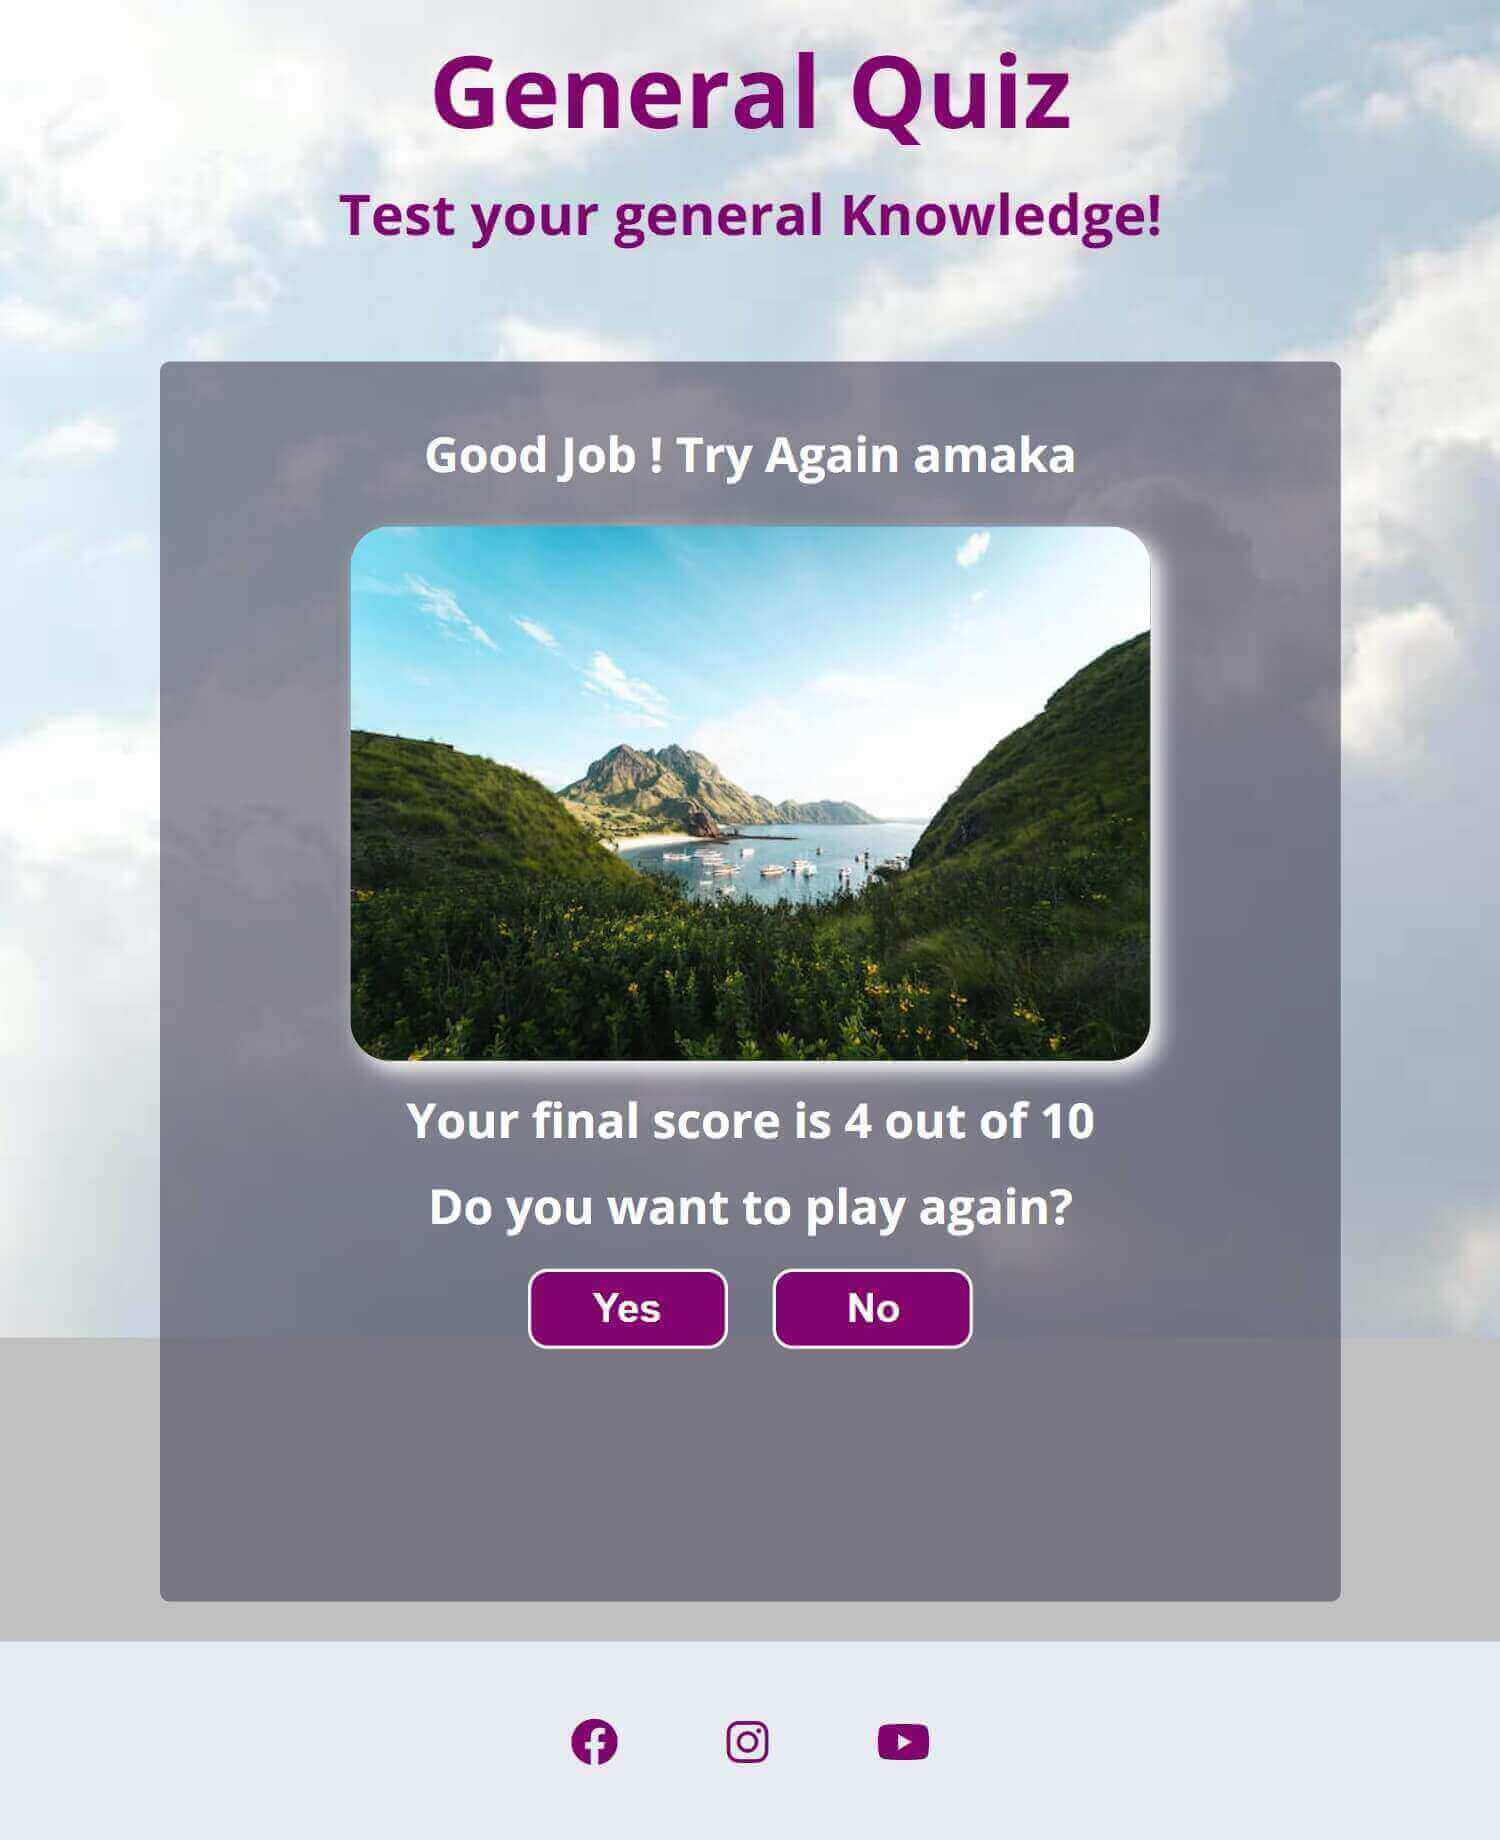 General Quiz
Test your general Knowledge!
Good Job ! Try Again amaka
Your final score is 4 out of 10
Do you want to play again?
Yes
No